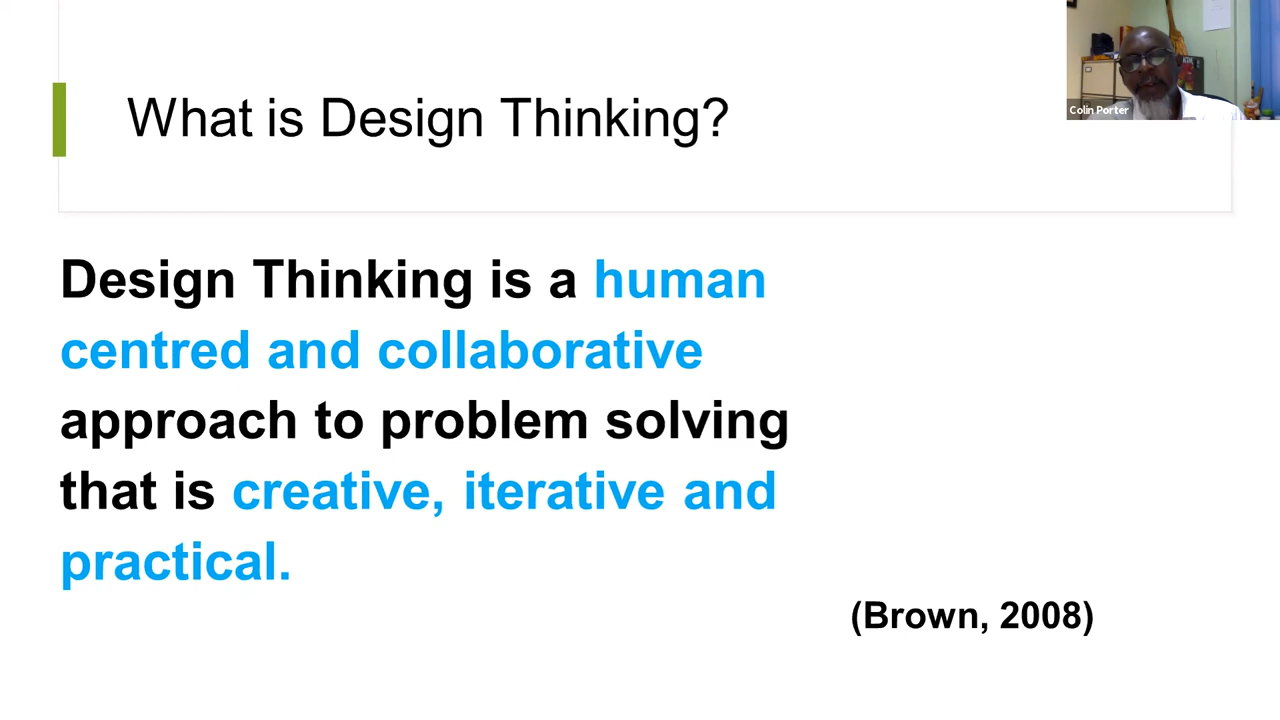 What is Design Thinking?
Colin Porter
Design Thinking is a human
centred and collaborative
approach to problem solving
that is creative, iterative and
practical.
(Brown, 2008)